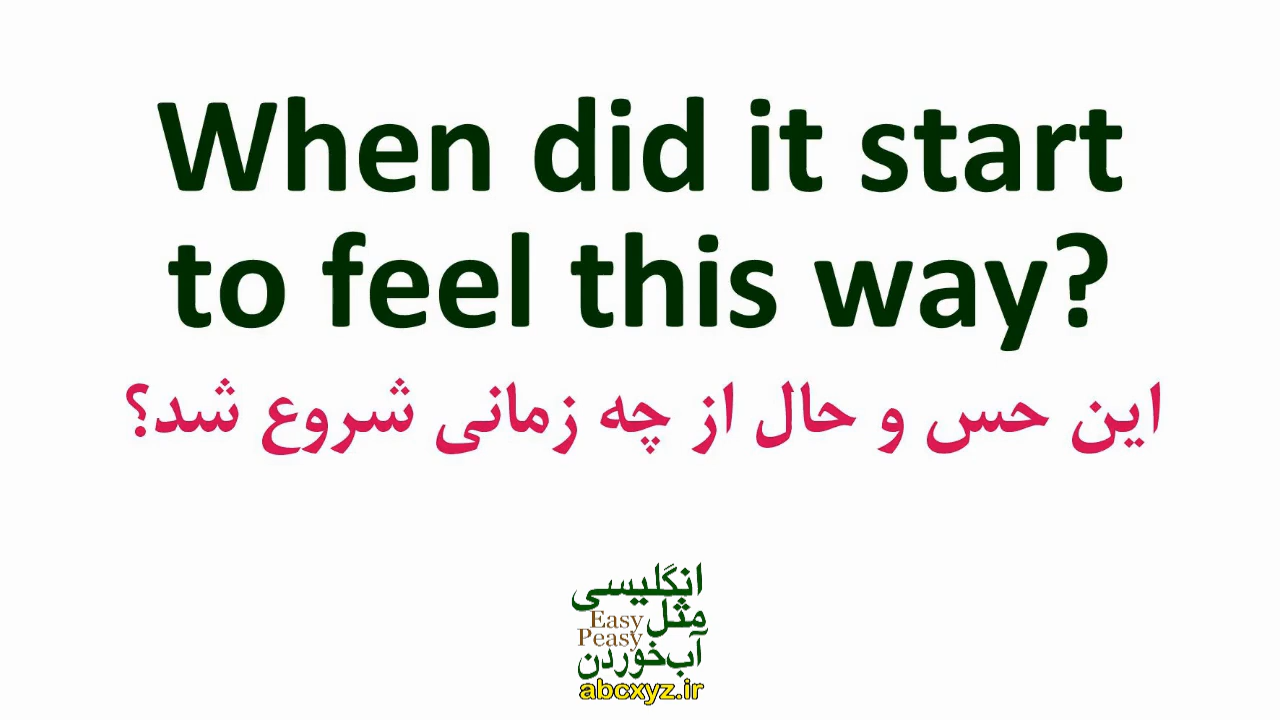 When did it start
to feel this way?
این حس و حال از چه زمانی شروع شد؟
انگلیسی
مثل
Easy
Peasy
آب‌خوردن
abcxyz.ir